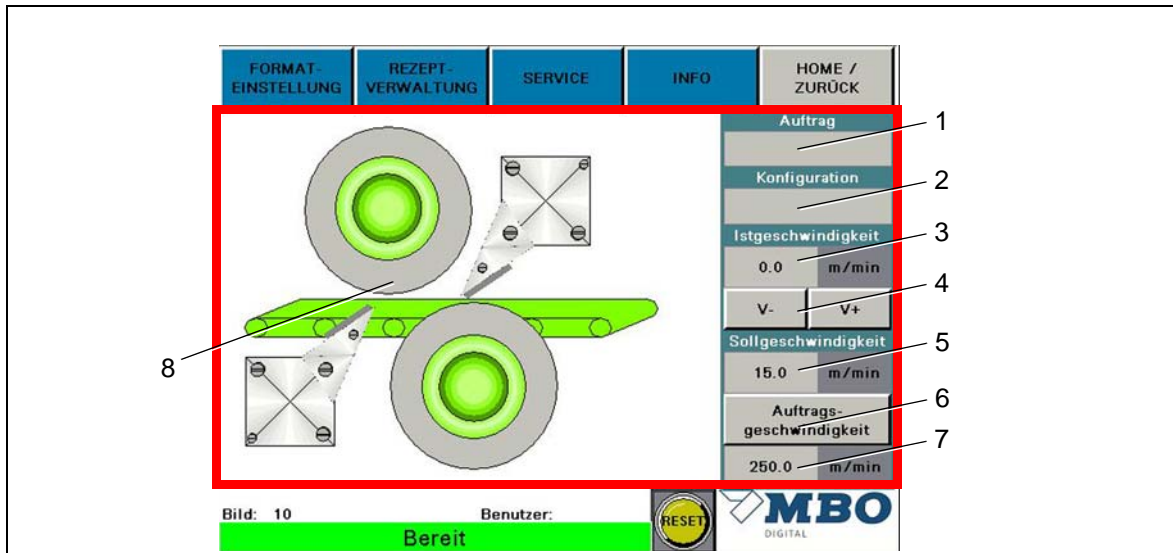 FORMAT-
EINSTELLUNG
REZEPT-
VERWALTUNG
SERVICE
INFO
HOME /
ZURÜCK
Auftrag
1
Konfiguration
2
Istgeschwindigkeit
3
0.0 m/min
V- V+
4
Sollgeschwindigkeit
5
15.0 m/min
Auftrags-
geschwindigkeit
6
7
250.0 m/min
8
Bild: 10 Benutzer:
Bereit
RESET
MBO
DIGITAL